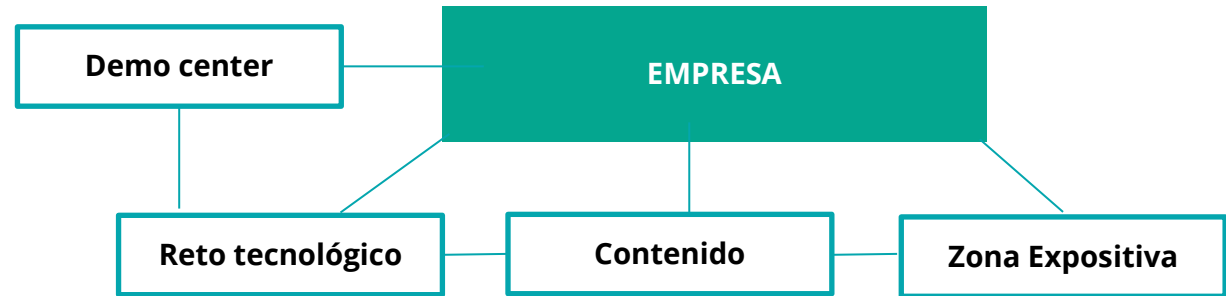 Demo center
EMPRESA
Reto tecnológico
Contenido
Zona Expositiva